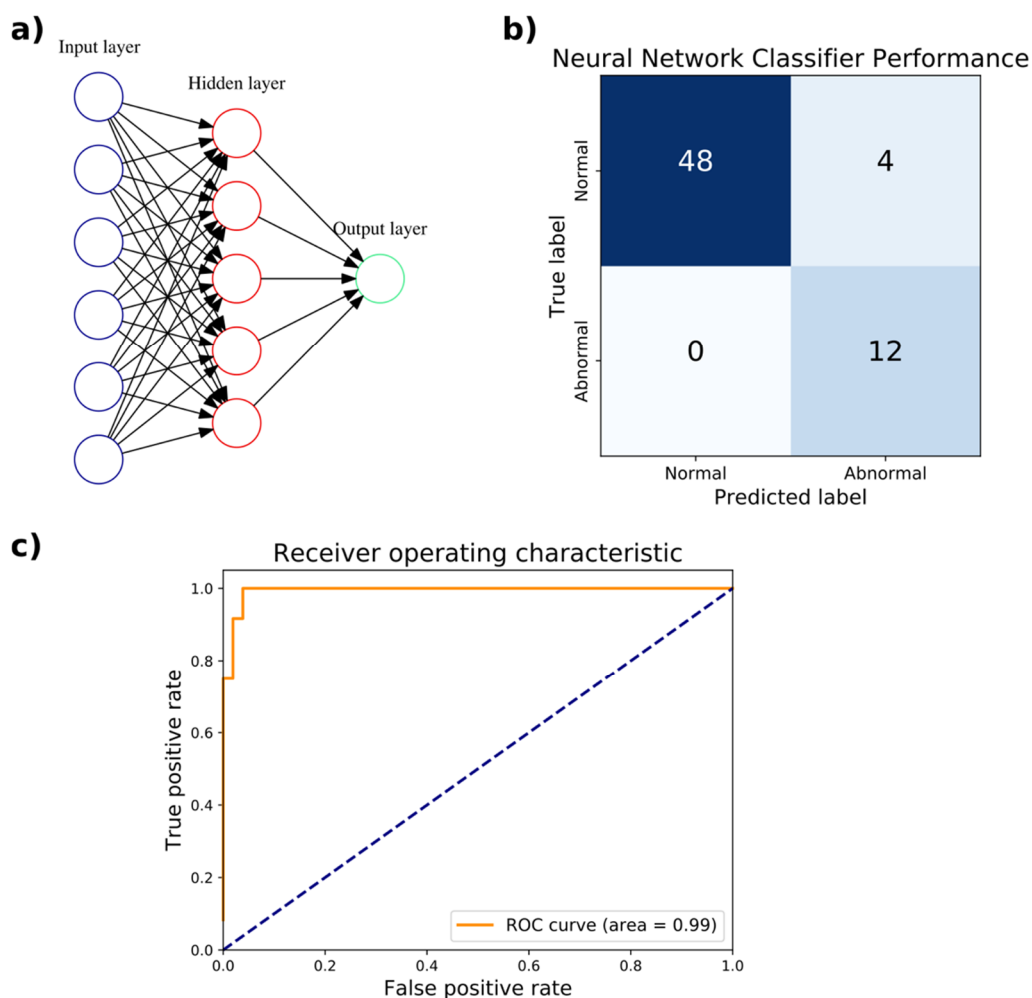 a)
Input layer
Hidden layer
Output layer
b)
Neural Network Classifier Performance
True label
Normal
Abnormal
48
4
0
12
Normal
Abnormal
Predicted label
c)
Receiver operating characteristic
True positive rate
1.0
0.8
0.6
0.4
0.2
0.0
ROC curve (area = 0.99)
0.0
0.2
0.4
0.6
0.8
1.0
False positive rate